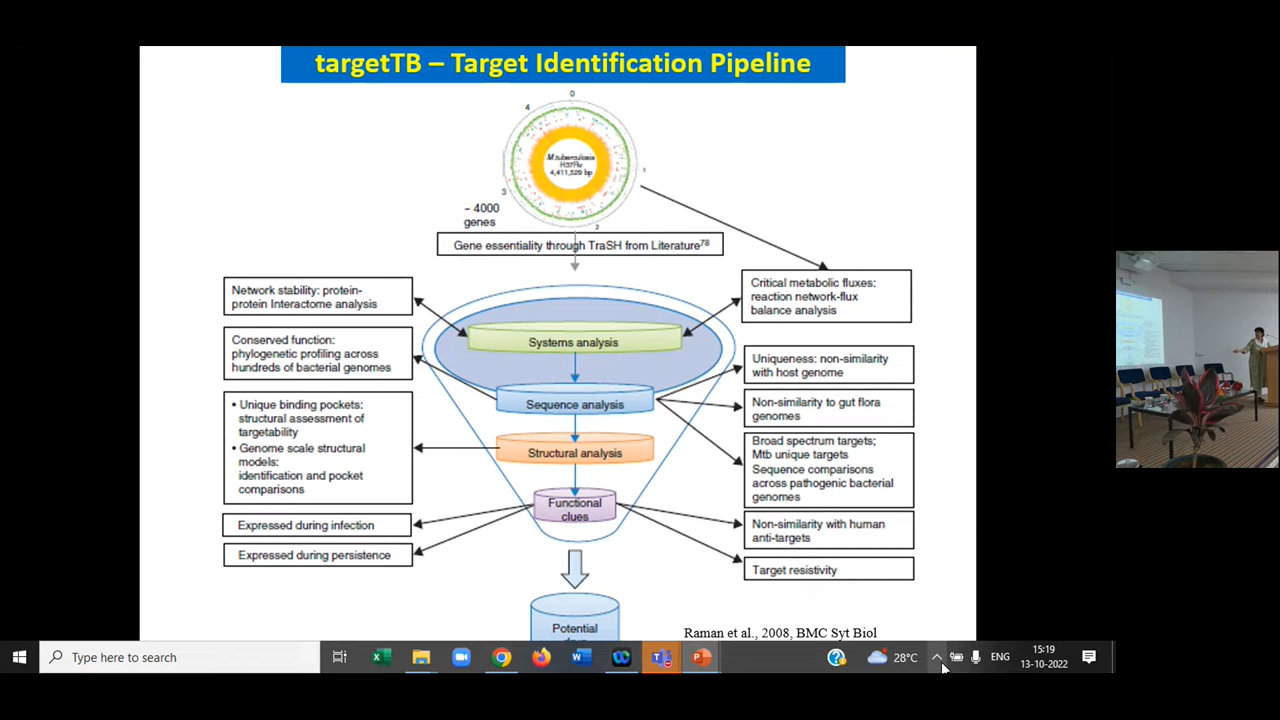 targetTB – Target Identification Pipeline
0
4
1
3
2
M tuberculosis
H37Rv
4,411,529 bp
~ 4000
genes
Gene essentiality through TraSH from Literature78
Network stability: protein-
protein Interactome analysis
Critical metabolic fluxes:
reaction network-flux
balance analysis
Systems analysis
Conserved function:
phylogenetic profiling across
hundreds of bacterial genomes
Uniqueness: non-similarity
with host genome
Sequence analysis
Non-similarity to gut flora
genomes
• Unique binding pockets:
structural assessment of
targetability
• Genome scale structural
models:
identification and pocket
comparisons
Structural analysis
Broad spectrum targets;
Mtb unique targets
Sequence comparisons
across pathogenic bacterial
genomes
Functional
clues
Expressed during infection
Expressed during persistence
Non-similarity with human
anti-targets
Target resistivity
Potential
Raman et al., 2008, BMC Syt Biol
Type here to search
28°C
ENG
15:19
13-10-2022